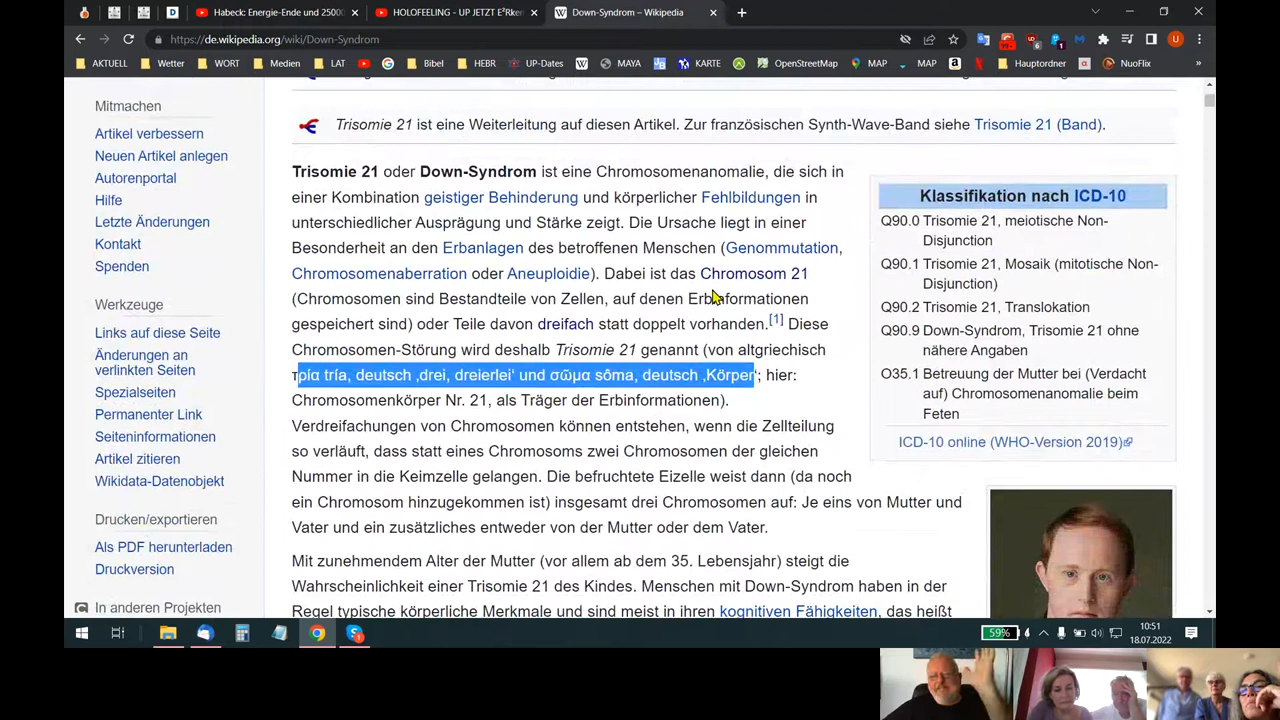 Habeck: Energie-Ende und 25000
HOLOFEELING - UP JETZT E²Rker
Down-Syndrom – Wikipedia
https://de.wikipedia.org/wiki/Down-Syndrom
AKTUELL Wetter WORT Medien LAT Bibel HEBR UP-Dates MAYA KARTE OpenStreetMap MAP MAP Hauptordner NuoFlix »
Mitmachen
Artikel verbessern
Neuen Artikel anlegen
Autorenportal
Hilfe
Letzte Änderungen
Kontakt
Spenden
Werkzeuge
Links auf diese Seite
Änderungen an
verlinkten Seiten
Spezialseiten
Permanenter Link
Seiteninformationen
Artikel zitieren
Wikidata-Datenobjekt
Drucken/exportieren
Als PDF herunterladen
Druckversion
In anderen Projekten
Trisomie 21 ist eine Weiterleitung auf diesen Artikel. Zur französischen Synth-Wave-Band siehe Trisomie 21 (Band).
Trisomie 21 oder Down-Syndrom ist eine Chromosomenanomalie, die sich in
einer Kombination geistiger Behinderung und körperlicher Fehlbildungen in
unterschiedlicher Ausprägung und Stärke zeigt. Die Ursache liegt in einer
Besonderheit an den Erbanlagen des betroffenen Menschen (Genommutation,
Chromosomenaberration oder Aneuploidie). Dabei ist das Chromosom 21
(Chromosomen sind Bestandteile von Zellen, auf denen Erbinformationen
gespeichert sind) oder Teile davon dreifach statt doppelt vorhanden.[1] Diese
Chromosomen-Störung wird deshalb Trisomie 21 genannt (von altgriechisch
τρία tría, deutsch ‚drei, dreierlei‘ und σῶμα sôma, deutsch ‚Körper‘; hier:
Chromosomenkörper Nr. 21, als Träger der Erbinformationen).
Verdreifachungen von Chromosomen können entstehen, wenn die Zellteilung
so verläuft, dass statt eines Chromosoms zwei Chromosomen der gleichen
Nummer in die Keimzelle gelangen. Die befruchtete Eizelle weist dann (da noch
ein Chromosom hinzugekommen ist) insgesamt drei Chromosomen auf: Je eins von Mutter und
Vater und ein zusätzliches entweder von der Mutter oder dem Vater.
Mit zunehmendem Alter der Mutter (vor allem ab dem 35. Lebensjahr) steigt die
Wahrscheinlichkeit einer Trisomie 21 des Kindes. Menschen mit Down-Syndrom haben in der
Regel typische körperliche Merkmale und sind meist in ihren kognitiven Fähigkeiten, das heißt
Klassifikation nach ICD-10
Q90.0 Trisomie 21, meiotische Non-
Disjunction
Q90.1 Trisomie 21, Mosaik (mitotische Non-
Disjunction)
Q90.2 Trisomie 21, Translokation
Q90.9 Down-Syndrom, Trisomie 21 ohne
nähere Angaben
O35.1 Betreuung der Mutter bei (Verdacht
auf) Chromosomenanomalie beim
Feten
ICD-10 online (WHO-Version 2019)
59%
10:51
18.07.2022